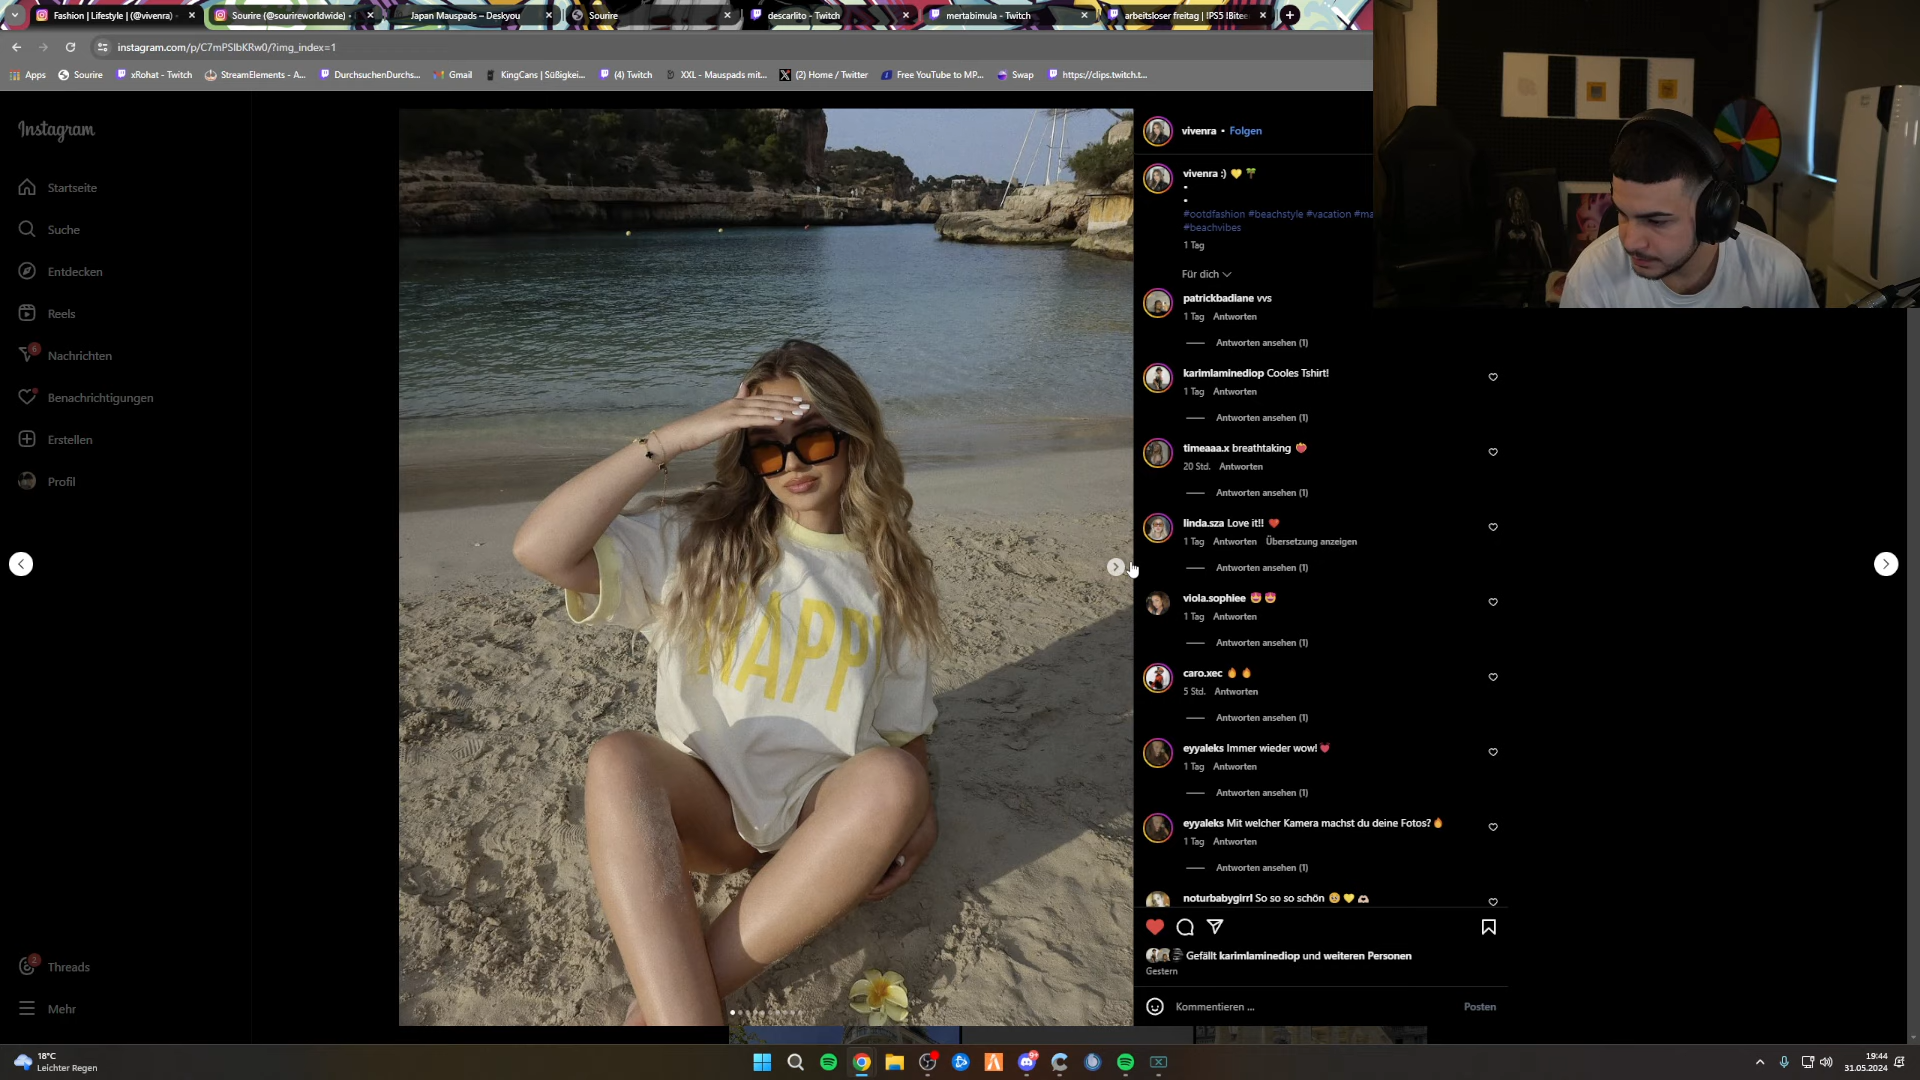 Fashion | Lifestyle | (@vivenra)
Sourire (@sourireworldwide) •
Japan Mauspads – Deskyou
Sourire
descarlito - Twitch
mertabimula - Twitch
arbeitsloser freitag | !PS5 !Bitee
instagram.com/p/C7mPSlbKRw0/?img_index=1
Apps
Sourire
xRohat - Twitch
StreamElements - A...
DurchsuchenDurchs...
Gmail
KingCans | Süßigkei...
(4) Twitch
XXL - Mauspads mit...
(2) Home / Twitter
Free YouTube to MP...
Swap
https://clips.twitch.t...
Instagram
Startseite
Suche
Entdecken
Reels
6
Nachrichten
Benachrichtigungen
Erstellen
Profil
2
Threads
Mehr
HAPPY
vivenra • Folgen
vivenra :) 💛 🌴
•
•
#ootdfashion #beachstyle #vacation #ma
#beachvibes
1 Tag
Für dich
patrickbadiane vvs
1 Tag Antworten
Antworten ansehen (1)
karimlaminediop Cooles Tshirt!
1 Tag Antworten
Antworten ansehen (1)
timeaaa.x breathtaking ❤️‍🔥
20 Std. Antworten
Antworten ansehen (1)
linda.sza Love it!! ❤️
1 Tag Antworten Übersetzung anzeigen
Antworten ansehen (1)
viola.sophiee 😍 😍
1 Tag Antworten
Antworten ansehen (1)
caro.xec 🔥 🔥
5 Std. Antworten
Antworten ansehen (1)
eyyaleks Immer wieder wow! 💓
1 Tag Antworten
Antworten ansehen (1)
eyyaleks Mit welcher Kamera machst du deine Fotos? 🔥
1 Tag Antworten
Antworten ansehen (1)
noturbabygirrl So so so schön
Gefällt karimlaminediop und weiteren Personen
Gestern
Kommentieren ...
Posten
18°C
Leichter Regen
19:44
31.05.2024